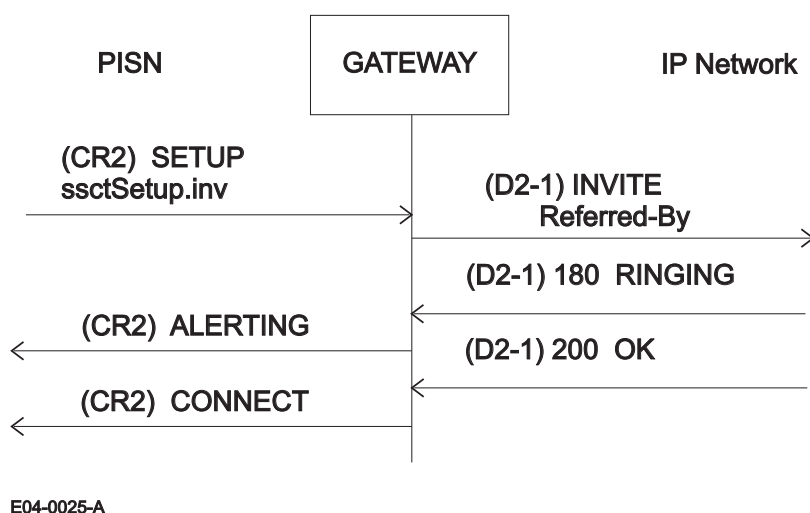 PISN
GATEWAY
IP Network
(CR2) SETUP
ssctSetup.inv
(D2-1) INVITE
Referred-By
(D2-1) 180 RINGING
(CR2) ALERTING
(D2-1) 200 OK
(CR2) CONNECT
E04-0025-A